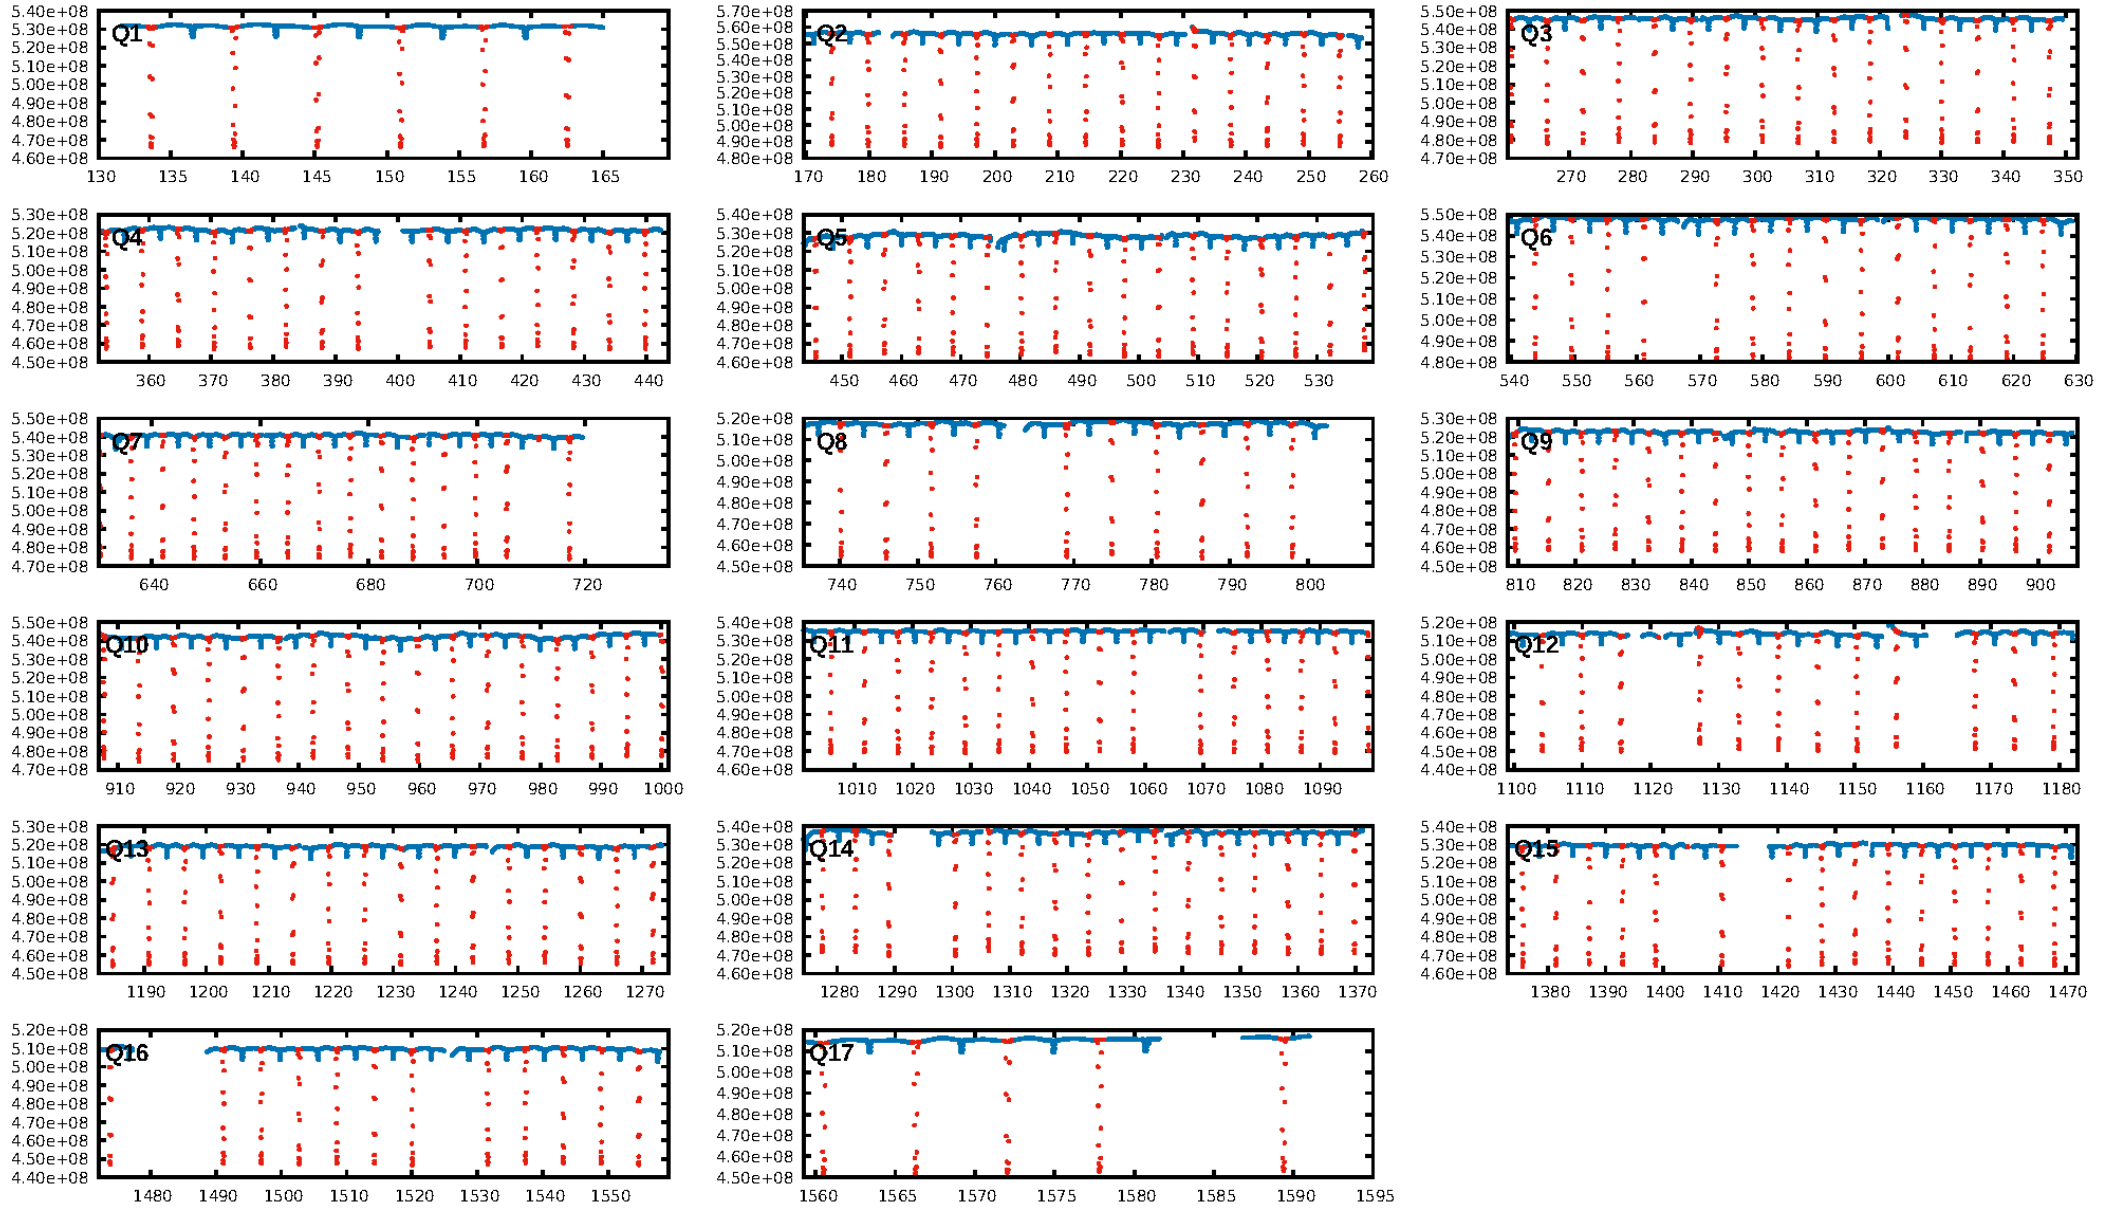 5.40e+08 5.30e+08 5.20e+08 5.10e+08 5.00e+08 4.90e+08 4.80e+08 4.70e+08 4.60e+08
Q1
130 135 140 145 150 155 160 165
5.70e+08 5.60e+08 5.50e+08 5.40e+08 5.30e+08 5.20e+08 5.10e+08 5.00e+08 4.90e+08 4.80e+08
Q2
170 180 190 200 210 220 230 240 250 260
5.50e+08 5.40e+08 5.30e+08 5.20e+08 5.10e+08 5.00e+08 4.90e+08 4.80e+08 4.70e+08
Q3
270 280 290 300 310 320 330 340 350
5.30e+08 5.20e+08 5.10e+08 5.00e+08 4.90e+08 4.80e+08 4.70e+08 4.60e+08 4.50e+08
Q4
360 370 380 390 400 410 420 430 440
5.40e+08 5.30e+08 5.20e+08 5.10e+08 5.00e+08 4.90e+08 4.80e+08 4.70e+08 4.60e+08
Q5
450 460 470 480 490 500 510 520 530
5.50e+08 5.40e+08 5.30e+08 5.20e+08 5.10e+08 5.00e+08 4.90e+08 4.80e+08
Q6
540 550 560 570 580 590 600 610 620 630
5.50e+08 5.40e+08 5.30e+08 5.20e+08 5.10e+08 5.00e+08 4.90e+08 4.80e+08 4.70e+08
Q7
640 660 680 700 720
5.20e+08 5.10e+08 5.00e+08 4.90e+08 4.80e+08 4.70e+08 4.60e+08 4.50e+08
Q8
740 750 760 770 780 790 800
5.30e+08 5.20e+08 5.10e+08 5.00e+08 4.90e+08 4.80e+08 4.70e+08 4.60e+08 4.50e+08
Q9
810 820 830 840 850 860 870 880 890 900
5.50e+08 5.40e+08 5.30e+08 5.20e+08 5.10e+08 5.00e+08 4.90e+08 4.80e+08 4.70e+08
Q10
910 920 930 940 950 960 970 980 990 1000
5.40e+08 5.30e+08 5.20e+08 5.10e+08 5.00e+08 4.90e+08 4.80e+08 4.70e+08 4.60e+08
Q11
1010 1020 1030 1040 1050 1060 1070 1080 1090
5.20e+08 5.10e+08 5.00e+08 4.90e+08 4.80e+08 4.70e+08 4.60e+08 4.50e+08 4.40e+08
Q12
1100 1110 1120 1130 1140 1150 1160 1170 1180
5.30e+08 5.20e+08 5.10e+08 5.00e+08 4.90e+08 4.80e+08 4.70e+08 4.60e+08 4.50e+08
Q13
1190 1200 1210 1220 1230 1240 1250 1260 1270
5.40e+08 5.30e+08 5.20e+08 5.10e+08 5.00e+08 4.90e+08 4.80e+08 4.70e+08 4.60e+08
Q14
1280 1290 1300 1310 1320 1330 1340 1350 1360 1370
5.40e+08 5.30e+08 5.20e+08 5.10e+08 5.00e+08 4.90e+08 4.80e+08 4.70e+08 4.60e+08
Q15
1380 1390 1400 1410 1420 1430 1440 1450 1460 1470
5.20e+08 5.10e+08 5.00e+08 4.90e+08 4.80e+08 4.70e+08 4.60e+08 4.50e+08 4.40e+08
Q16
1480 1490 1500 1510 1520 1530 1540 1550
5.20e+08 5.10e+08 5.00e+08 4.90e+08 4.80e+08 4.70e+08 4.60e+08 4.50e+08
Q17
1560 1565 1570 1575 1580 1585 1590 1595